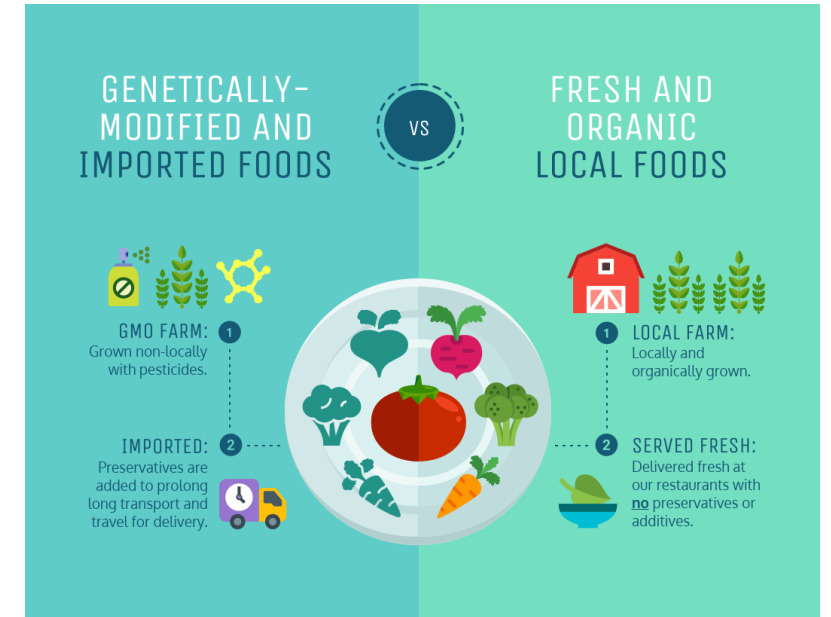 GENETICALLY-
MODIFIED AND
IMPORTED FOODS
VS
FRESH AND
ORGANIC
LOCAL FOODS
GMO FARM: 1
Grown non-locally
with pesticides.
IMPORTED: 2
Preservatives are
added to prolong
long transport and
travel for delivery.
1 LOCAL FARM:
Locally and
organically grown.
2 SERVED FRESH:
Delivered fresh at
our restaurants with
no preservatives or
additives.